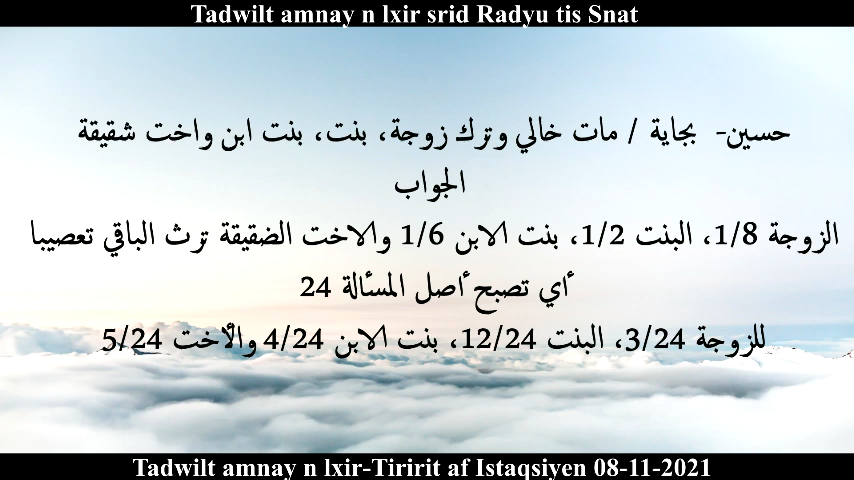 Tadwilt amnay n lxir srid Radyu tis Snat
حسين- بجاية / مات خالي وترك زوجة، بنت، بنت ابن واخت شقيقة
الجواب
الزوجة 1/8، البنت 1/2، بنت الابن 1/6 والاخت الضقيقة ترث الباقي تعصيبا
أي تصبح أصل المسألة 24
للزوجة 3/24، البنت 12/24، بنت الابن 4/24 والأخت 5/24
Tadwilt amnay n lxir-Tiririt af Istaqsiyen 08-11-2021